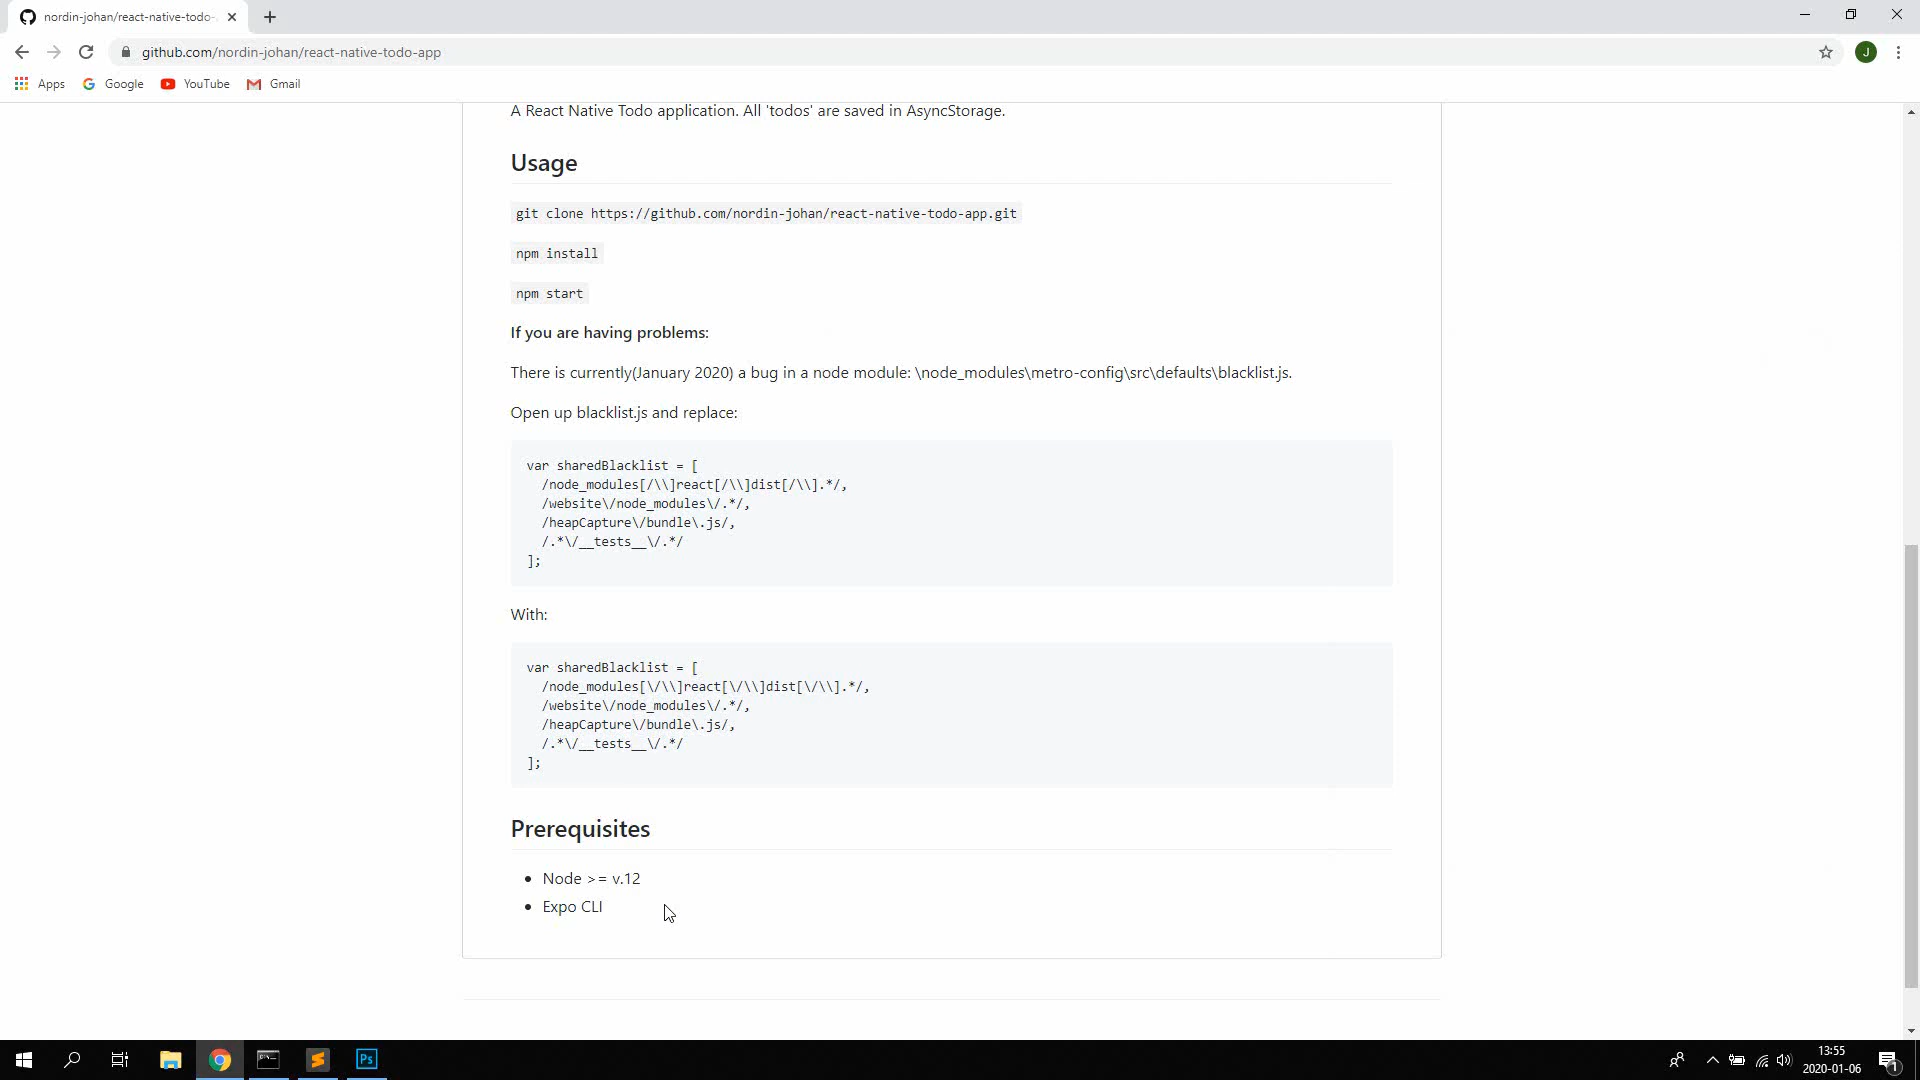 nordin-johan/react-native-todo-
github.com/nordin-johan/react-native-todo-app
J
Apps
Google
YouTube
Gmail
A React Native Todo application. All 'todos' are saved in AsyncStorage.
Usage
git clone https://github.com/nordin-johan/react-native-todo-app.git
npm install
npm start
If you are having problems:
There is currently(January 2020) a bug in a node module: \node_modules\metro-config\src\defaults\blacklist.js.
Open up blacklist.js and replace:
var sharedBlacklist = [
/node_modules[/\\]react[/\\]dist[/\\].*/,
/website\/node_modules\/.*/,
/heapCapture\/bundle\.js/,
/.*\/__tests__\/.*/
];
With:
var sharedBlacklist = [
/node_modules[\/\\]react[\/\\]dist[\/\\].*/,
/website\/node_modules\/.*/,
/heapCapture\/bundle\.js/,
/.*\/__tests__\/.*/
];
Prerequisites
• Node >= v.12
• Expo CLI
Ps
13:55
2020-01-06
1